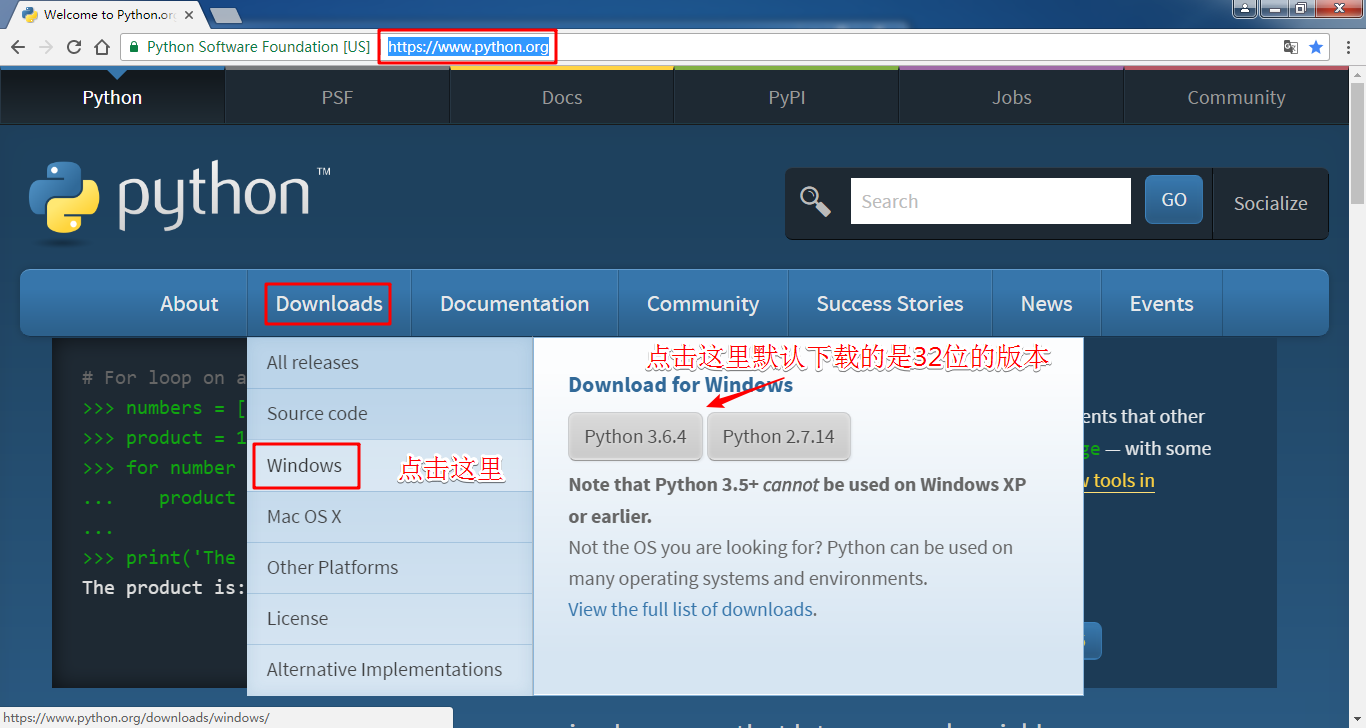 Welcome to Python.or
Python Software Foundation [US]
https://www.python.org
Python
PSF
Docs
PyPI
Jobs
Community
python™
Search
GO
Socialize
About
Downloads
Documentation
Community
Success Stories
News
Events
# For loop on a
>>> numbers = [
>>> product = 1
>>> for number
... product
...
>>> print('The
The product is:
All releases
Source code
Windows
点击这里
Mac OS X
Other Platforms
License
Alternative Implementations
点击这里默认下载的是32位的版本
Download for Windows
Python 3.6.4
Python 2.7.14
Note that Python 3.5+ cannot be used on Windows XP
or earlier.
Not the OS you are looking for? Python can be used on
many operating systems and environments.
View the full list of downloads.
ents that other
ge — with some
tools in
https://www.python.org/downloads/windows/